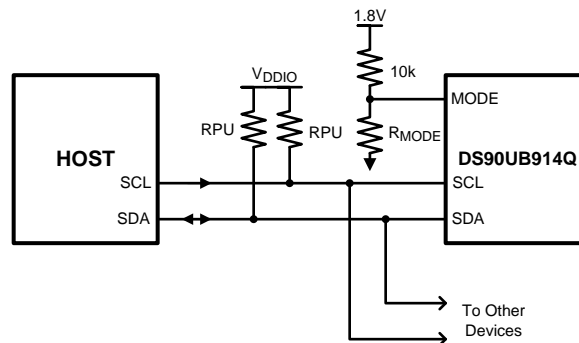 1.8V
10k
VDDIO
MODE
RPU
RPU
RMODE
HOST
DS90UB914Q
SCL
SCL
SDA
SDA
To Other
Devices